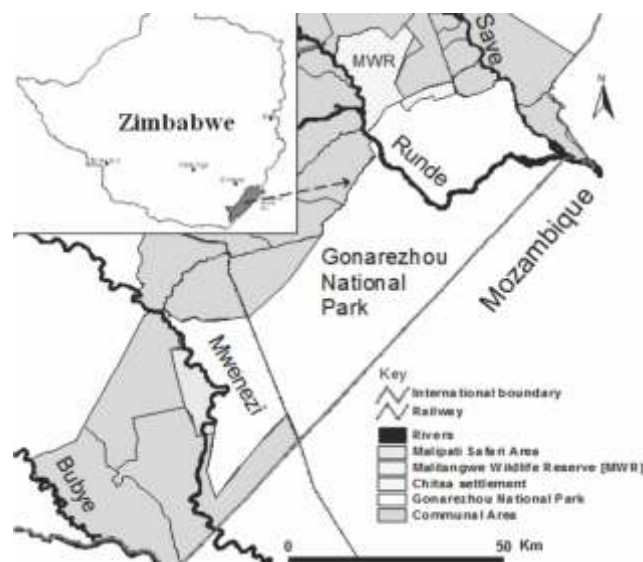 Zimbabwe
MWR
Save
N
Runde
Gonarezhou
National
Park
Mozambique
Mwenezi
Bubye
Key
International boundary
Railway
Rivers
Malipati Safari Area
Malilangwe Wildlife Reserve [MWR]
Chitsa settlement
Gonarezhou National Park
Communal Area
0 50 Km